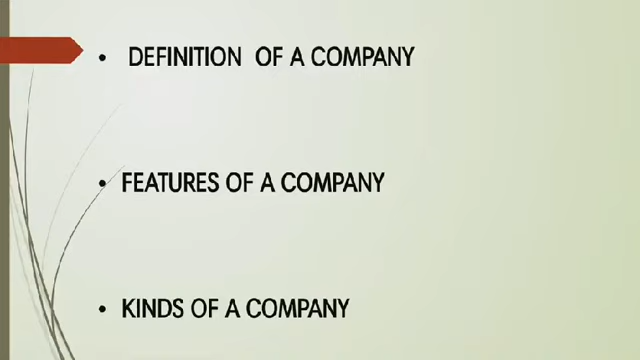 • DEFINITION OF A COMPANY
• FEATURES OF A COMPANY
• KINDS OF A COMPANY